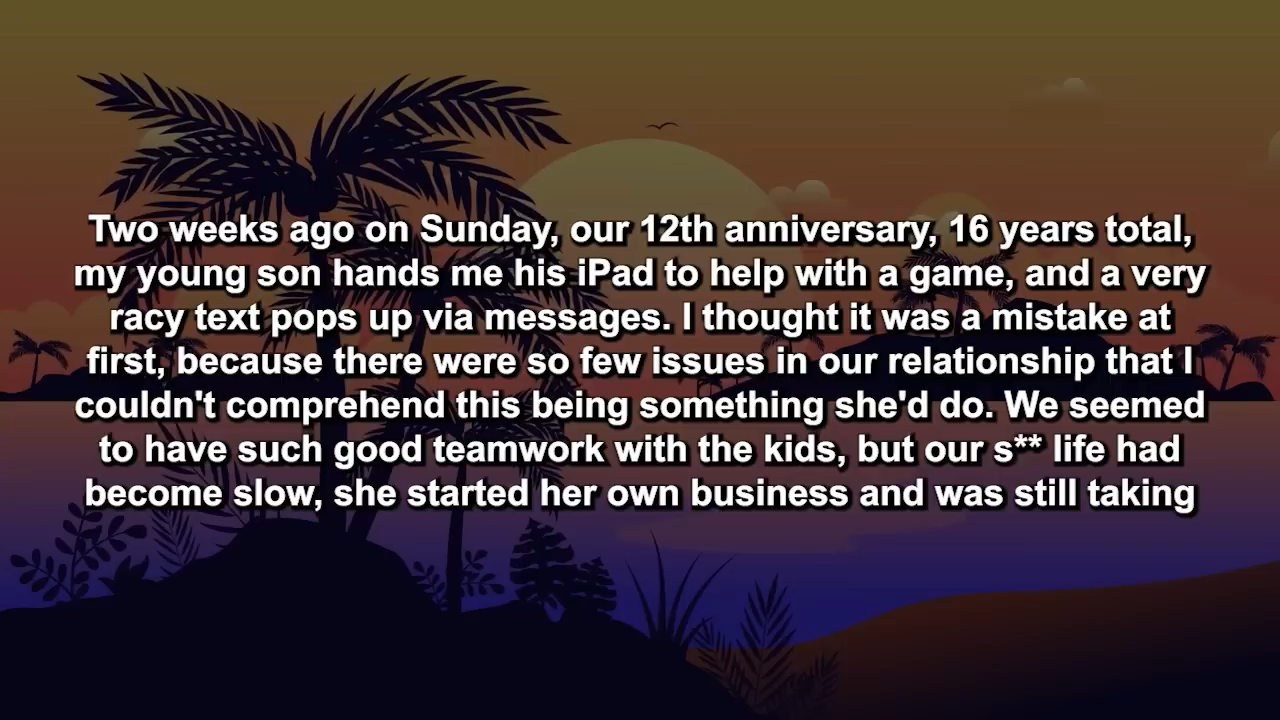 Two weeks ago on Sunday, our 12th anniversary, 16 years total,
my young son hands me his iPad to help with a game, and a very
racy text pops up via messages. I thought it was a mistake at
first, because there were so few issues in our relationship that I
couldn't comprehend this being something she'd do. We seemed
to have such good teamwork with the kids, but our s** life had
become slow, she started her own business and was still taking